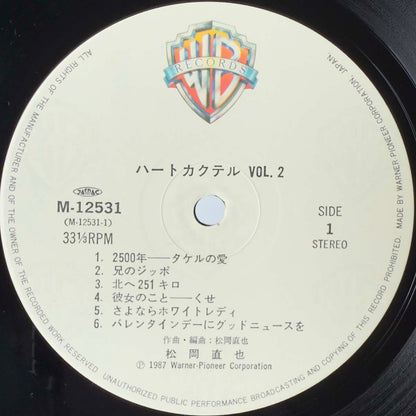 WB
RECORDS
ハートカクテル VOL.2
JASRAC
M-12531
(M-12531-1)
33⅓RPM
SIDE
1
STEREO
1. 2500年──タケルの愛
2. 兄のジッポ
3. 北へ251キロ
4. 彼女のこと──くせ
5. さよならホワイトレディ
6. バレンタインデーにグッドニュースを
作曲・編曲:松岡直也
松岡直也
Ⓟ 1987 Warner-Pioneer Corporation
ALL RIGHTS OF THE MANUFACTURER AND OF THE OWNER OF THE RECORDED WORK RESERVED. UNAUTHORIZED PUBLIC PERFORMANCE, BROADCASTING AND COPYING OF THIS RECORD PROHIBITED. MADE BY WARNER-PIONEER CORPORATION, JAPAN.